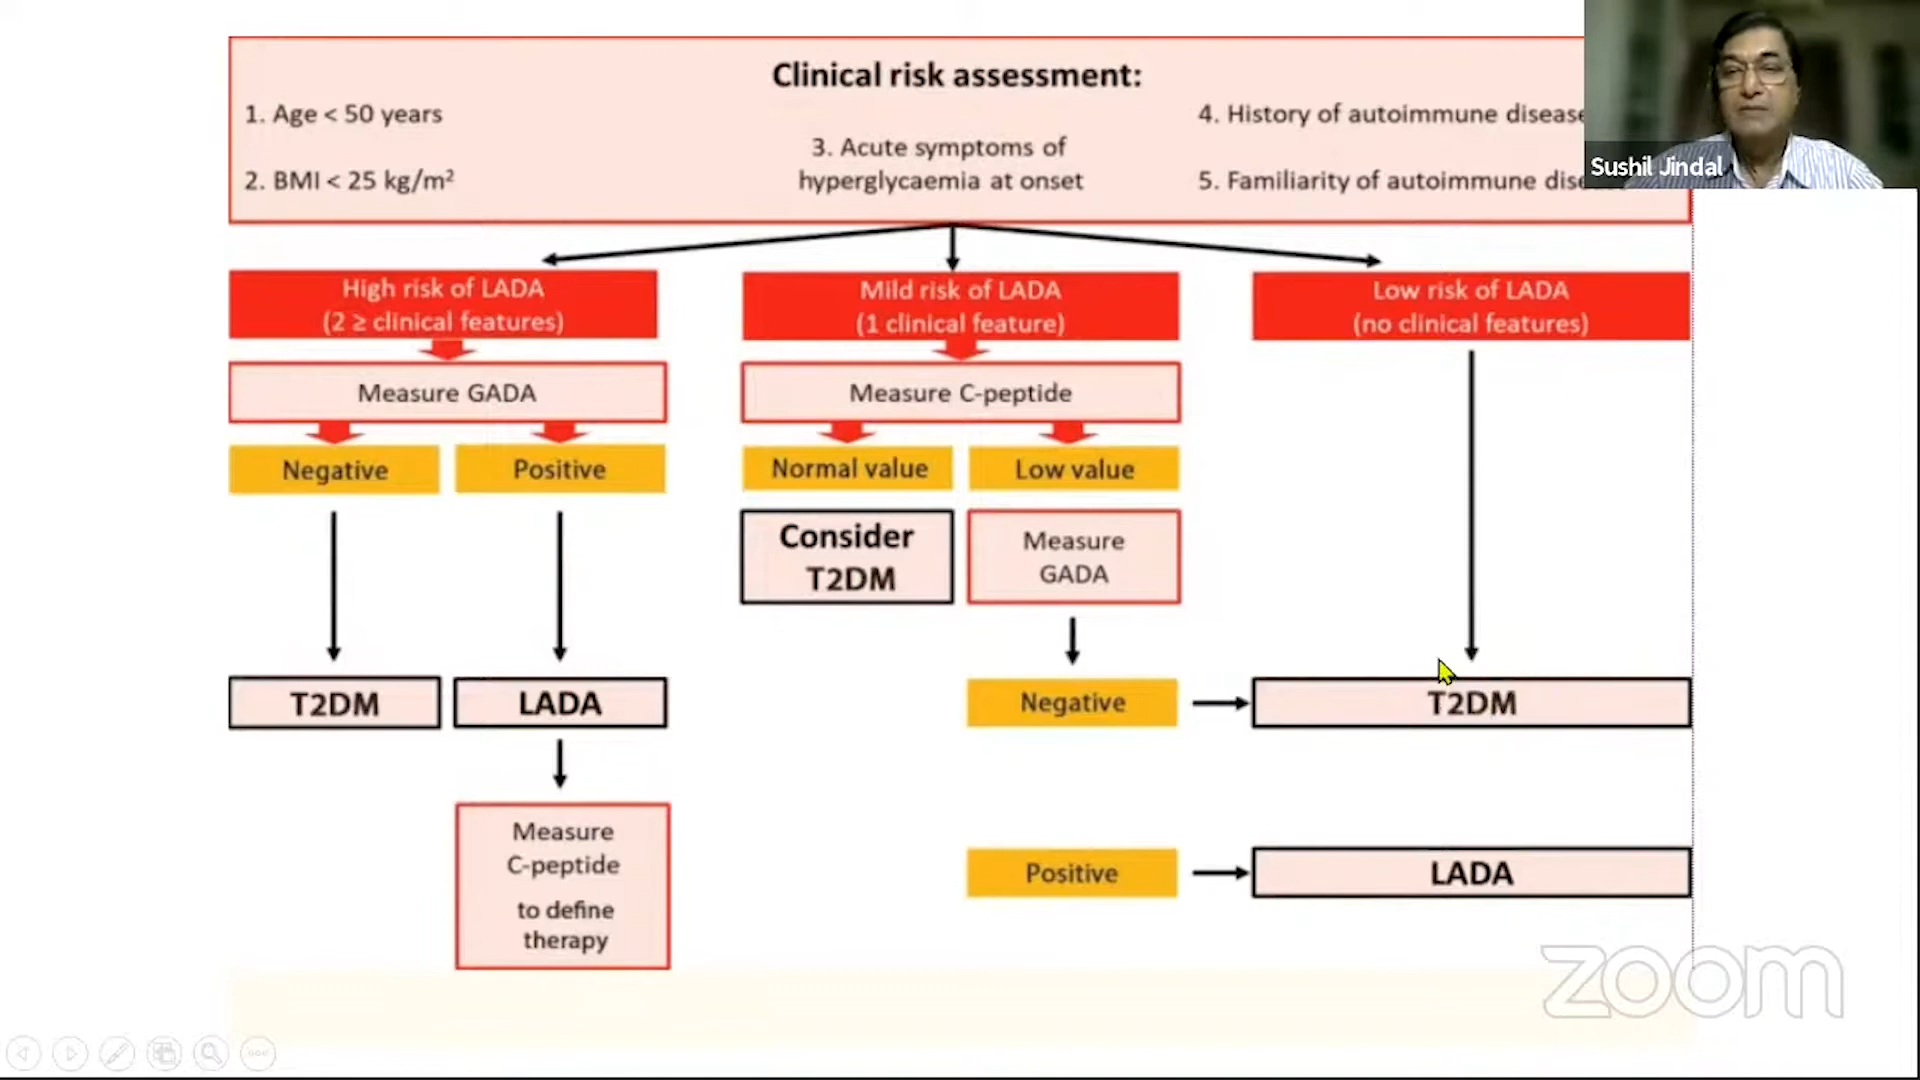 Clinical risk assessment:
1. Age < 50 years
2. BMI < 25 kg/m²
3. Acute symptoms of
hyperglycaemia at onset
4. History of autoimmune disease
5. Familiarity of autoimmune
Sushil Jindal
High risk of LADA
(2 ≥ clinical features)
Measure GADA
Negative
Positive
T2DM
LADA
Measure
C-peptide
to define
therapy
Mild risk of LADA
(1 clinical feature)
Measure C-peptide
Normal value
Low value
Consider
T2DM
Measure
GADA
Negative
Positive
Low risk of LADA
(no clinical features)
T2DM
LADA
zoom